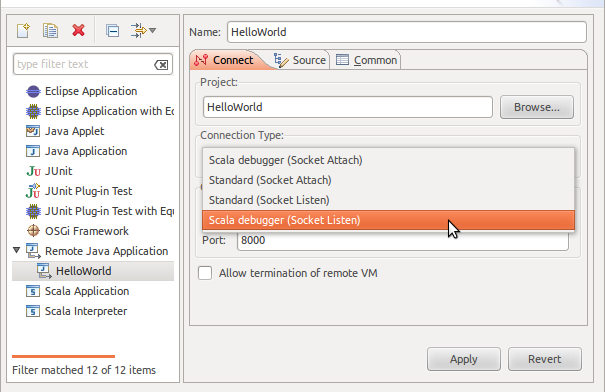 Name: HelloWorld
type filter text
Connect Source Common
Eclipse Application
Eclipse Application with Eq
Java Applet
Java Application
JUnit
JUnit Plug-in Test
JUnit Plug-in Test with Equ
OSGi Framework
Remote Java Application
HelloWorld
Scala Application
Scala Interpreter
Filter matched 12 of 12 items
Project:
HelloWorld
Browse...
Connection Type:
Scala debugger (Socket Attach)
Standard (Socket Attach)
Standard (Socket Listen)
Scala debugger (Socket Listen)
Port: 8000
Allow termination of remote VM
Apply Revert